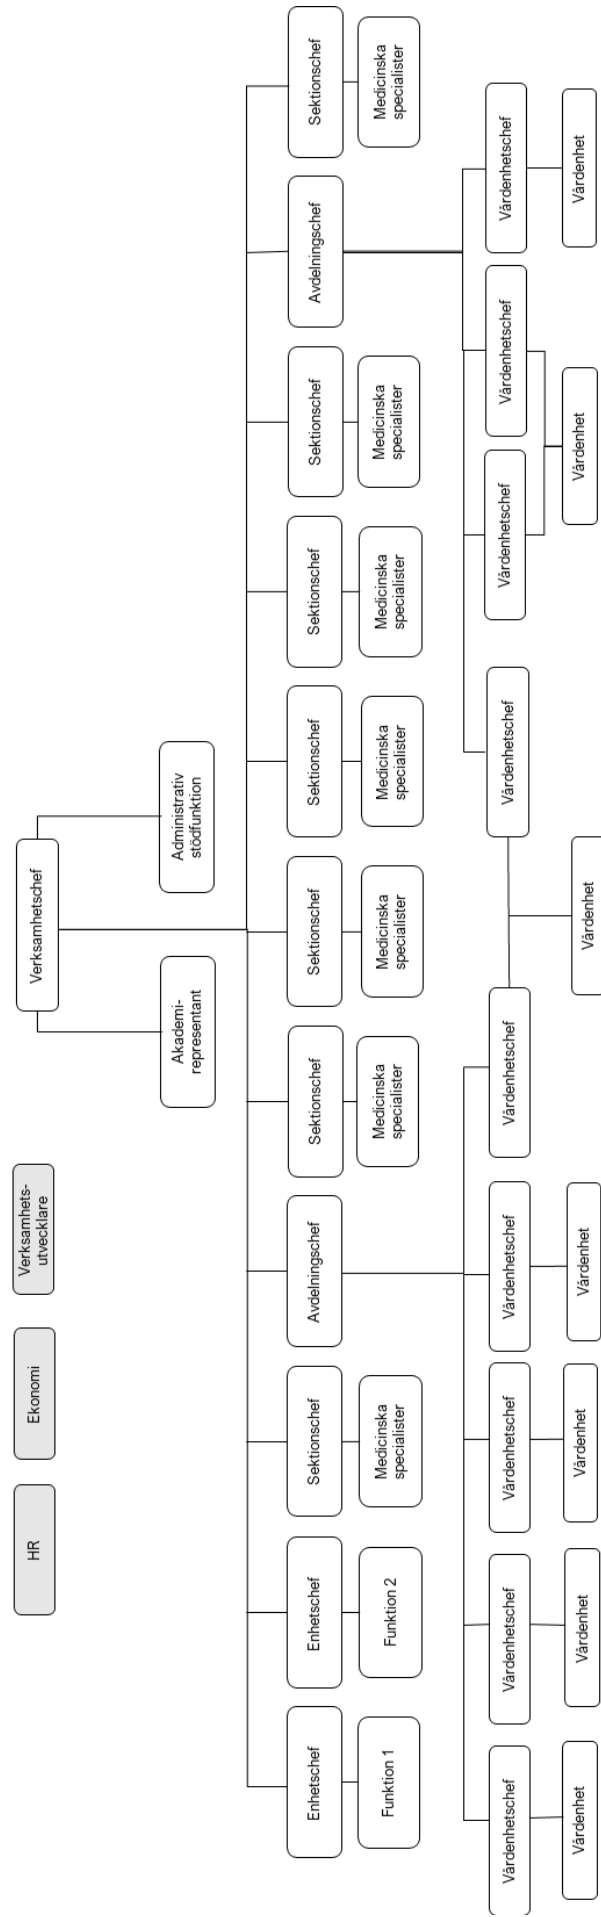 HR
Ekonomi
Verksamhets-
utvecklare
Verksamhetschef
Akademi-
representant
Administrativ
stödfunktion
Enhetschef
Enhetschef
Sektionschef
Avdelningschef
Sektionschef
Sektionschef
Sektionschef
Sektionschef
Sektionschef
Avdelningschef
Sektionschef
Funktion 1
Funktion 2
Medicinska
specialister
Medicinska
specialister
Medicinska
specialister
Medicinska
specialister
Medicinska
specialister
Medicinska
specialister
Medicinska
specialister
Vårdenhetschef
Vårdenhetschef
Vårdenhetschef
Vårdenhetschef
Vårdenhetschef
Vårdenhetschef
Vårdenhetschef
Vårdenhetschef
Vårdenhetschef
Vårdenhet
Vårdenhet
Vårdenhet
Vårdenhet
Vårdenhet
Vårdenhet
Vårdenhet